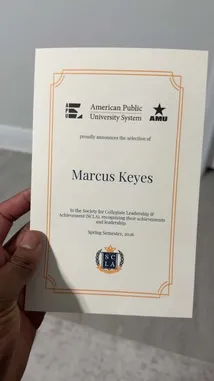 American Public
University System
AMU
proudly announces the selection of
Marcus Keyes
to the Society for Collegiate Leadership &
Achievement (SCLA), recognizing their achievements
and leadership.
Spring Semester, 2026
S C
L A